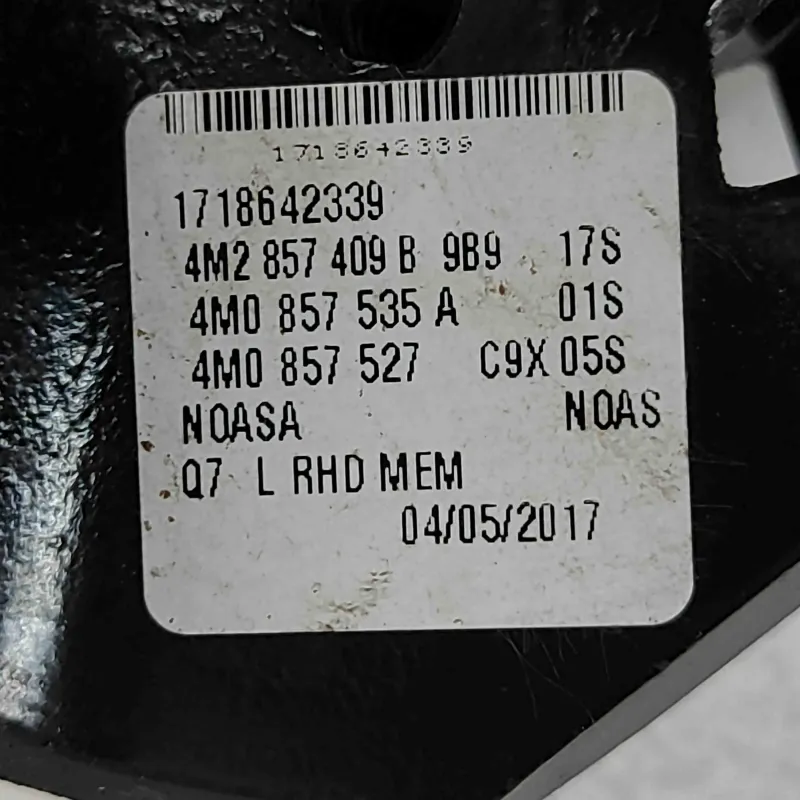 1718642339
1718642339
4M2 857 409 B 9B9 17S
4M0 857 535 A 01S
4M0 857 527 C9X 05S
NOASA NOAS
Q7 L RHD MEM
04/05/2017